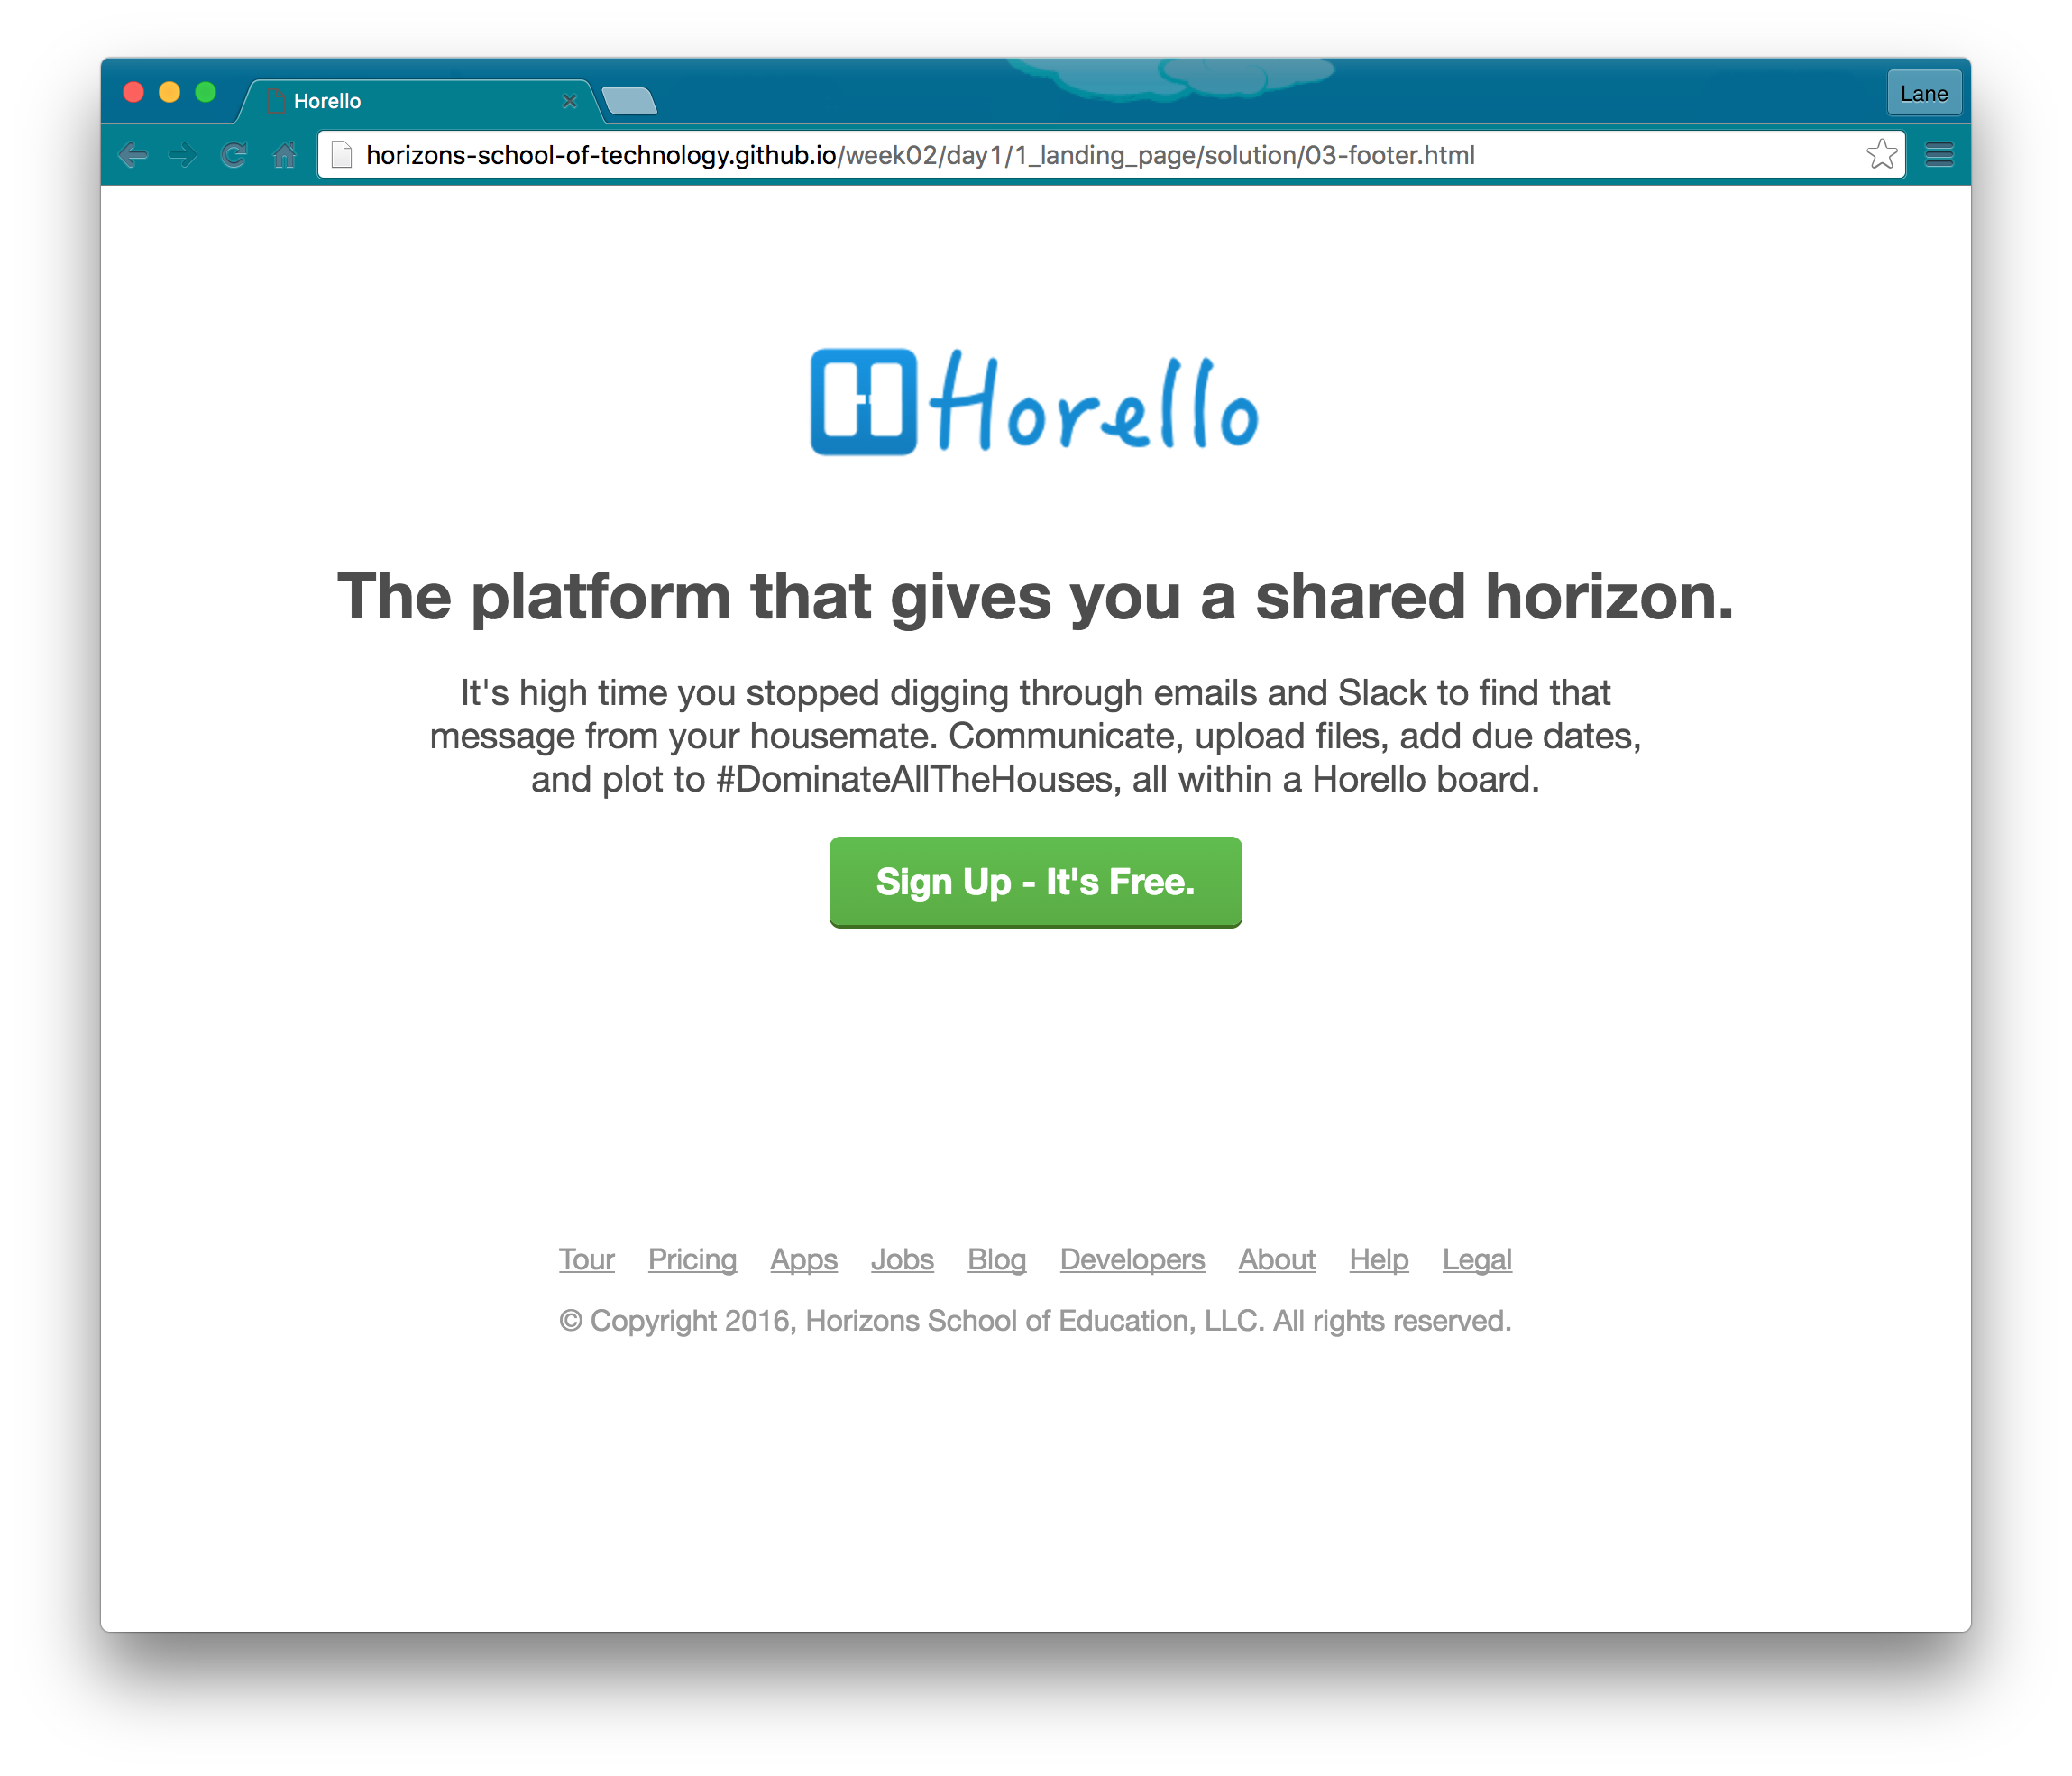 Horello
Lane
horizons-school-of-technology.github.io/week02/day1/1_landing_page/solution/03-footer.html
Horello
The platform that gives you a shared horizon.
It's high time you stopped digging through emails and Slack to find that
message from your housemate. Communicate, upload files, add due dates,
and plot to #DominateAllTheHouses, all within a Horello board.
Sign Up - It's Free.
Tour Pricing Apps Jobs Blog Developers About Help Legal
© Copyright 2016, Horizons School of Education, LLC. All rights reserved.